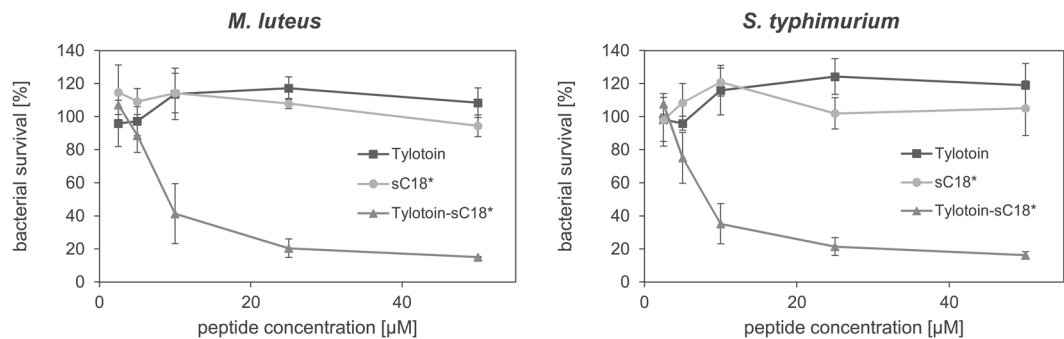 M. luteus
140
120
100
80
60
40
20
0
bacterial survival [%]
Tylotoin
sC18*
Tylotoin-sC18*
0
20
40
peptide concentration [µM]
S. typhimurium
140
120
100
80
60
40
20
0
bacterial survival [%]
Tylotoin
sC18*
Tylotoin-sC18*
0
20
40
peptide concentration [µM]